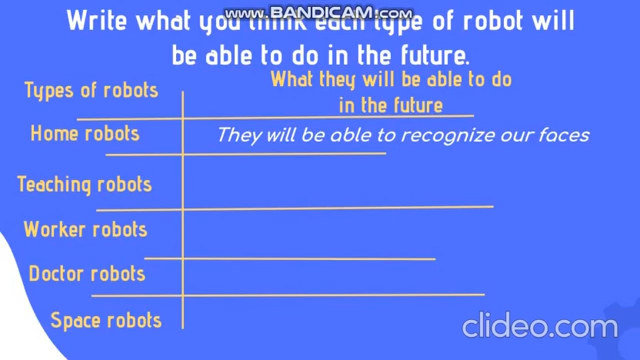 www.BANDICAM.com
Write what you think each type of robot will
be able to do in the future.
Types of robots
What they will be able to do
in the future
Home robots
They will be able to recognize our faces
Teaching robots
Worker robots
Doctor robots
Space robots
clideo.com